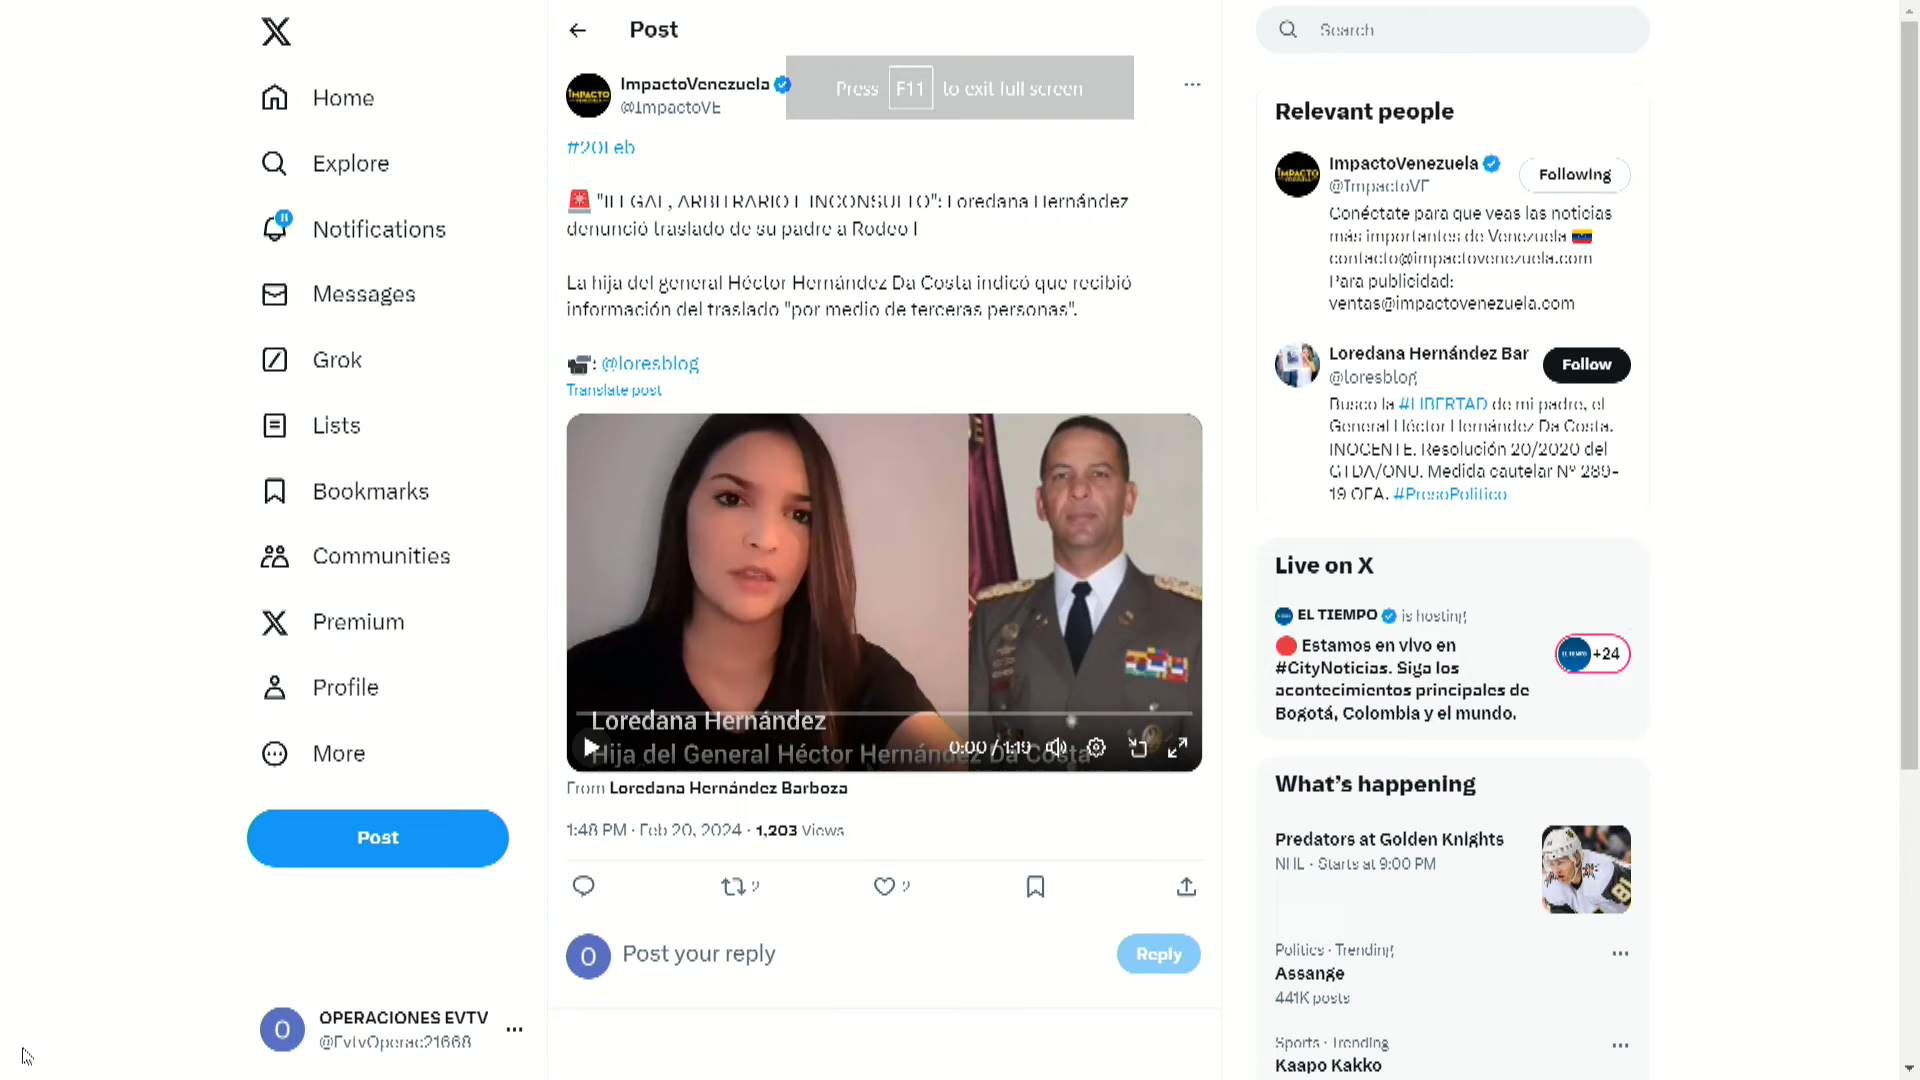 Post
Search
Press F11 to exit full screen
ImpactoVenezuela
@ImpactoVE
Home
Explore
Notifications
Messages
Grok
Lists
Bookmarks
Communities
Premium
Profile
More
Post
OPERACIONES EVTV
@EvtvOperac21668
#20Feb
"ILEGAL, ARBITRARIO E INCONSULTO": Loredana Hernández
denunció traslado de su padre a Rodeo I
La hija del general Héctor Hernández Da Costa indicó que recibió
información del traslado "por medio de terceras personas".
: @loresblog
Translate post
Loredana Hernández
Hija del General Héctor Hernández Da Costa
0:00 / 1:19
From Loredana Hernández Barboza
1:48 PM · Feb 20, 2024 · 1,203 Views
2
2
O
Post your reply
Reply
O
Relevant people
ImpactoVenezuela
@ImpactoVE
Following
Conéctate para que veas las noticias
más importantes de Venezuela
contacto@impactovenezuela.com
Para publicidad:
ventas@impactovenezuela.com
Loredana Hernández Bar
@loresblog
Follow
Busco la #LIBERTAD de mi padre, el
General Héctor Hernández Da Costa.
INOCENTE. Resolución 20/2020 del
GTDA/ONU. Medida cautelar Nº 289-
19 OEA. #PresoPolitico
Live on X
EL TIEMPO is hosting
Estamos en vivo en
#CityNoticias. Siga los
acontecimientos principales de
Bogotá, Colombia y el mundo.
+24
What's happening
Predators at Golden Knights
NHL · Starts at 9:00 PM
Politics · Trending
Assange
441K posts
Sports · Trending
Kaapo Kakko